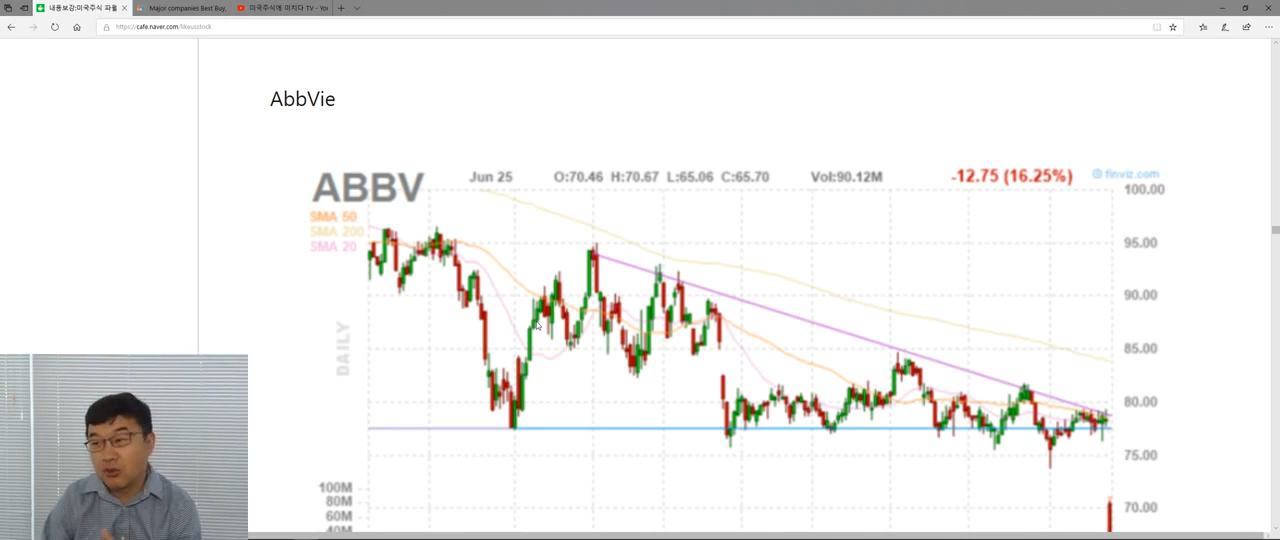 내용보강:미국주식 파월
Major companies Best Buy,
미국주식에 미치다 TV - You
https://cafe.naver.com/likeusstock
AbbVie
ABBV
Jun 25 O:70.46 H:70.67 L:65.06 C:65.70 Vol:90.12M -12.75 (16.25%) finviz.com
SMA 50
SMA 200
SMA 20
DAILY
100.00
95.00
90.00
85.00
80.00
75.00
70.00
100M
80M
60M
40M